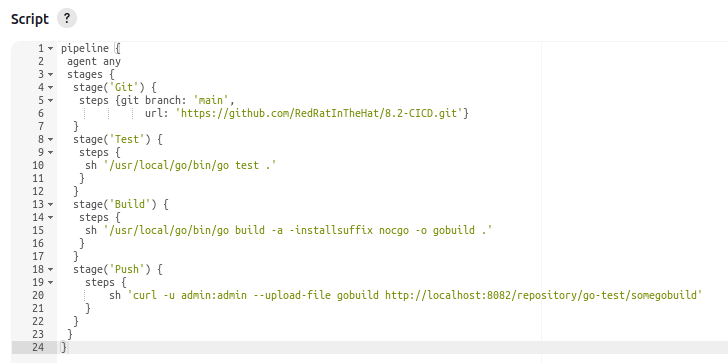 Script ?
1 pipeline {
2 agent any
3 stages {
4 stage('Git') {
5 steps {git branch: 'main',
6 url: 'https://github.com/RedRatInTheHat/8.2-CICD.git'}
7 }
8 stage('Test') {
9 steps {
10 sh '/usr/local/go/bin/go test .'
11 }
12 }
13 stage('Build') {
14 steps {
15 sh '/usr/local/go/bin/go build -a -installsuffix nocgo -o gobuild .'
16 }
17 }
18 stage('Push') {
19 steps {
20 sh 'curl -u admin:admin --upload-file gobuild http://localhost:8082/repository/go-test/somegobuild'
21 }
22 }
23 }
24 }